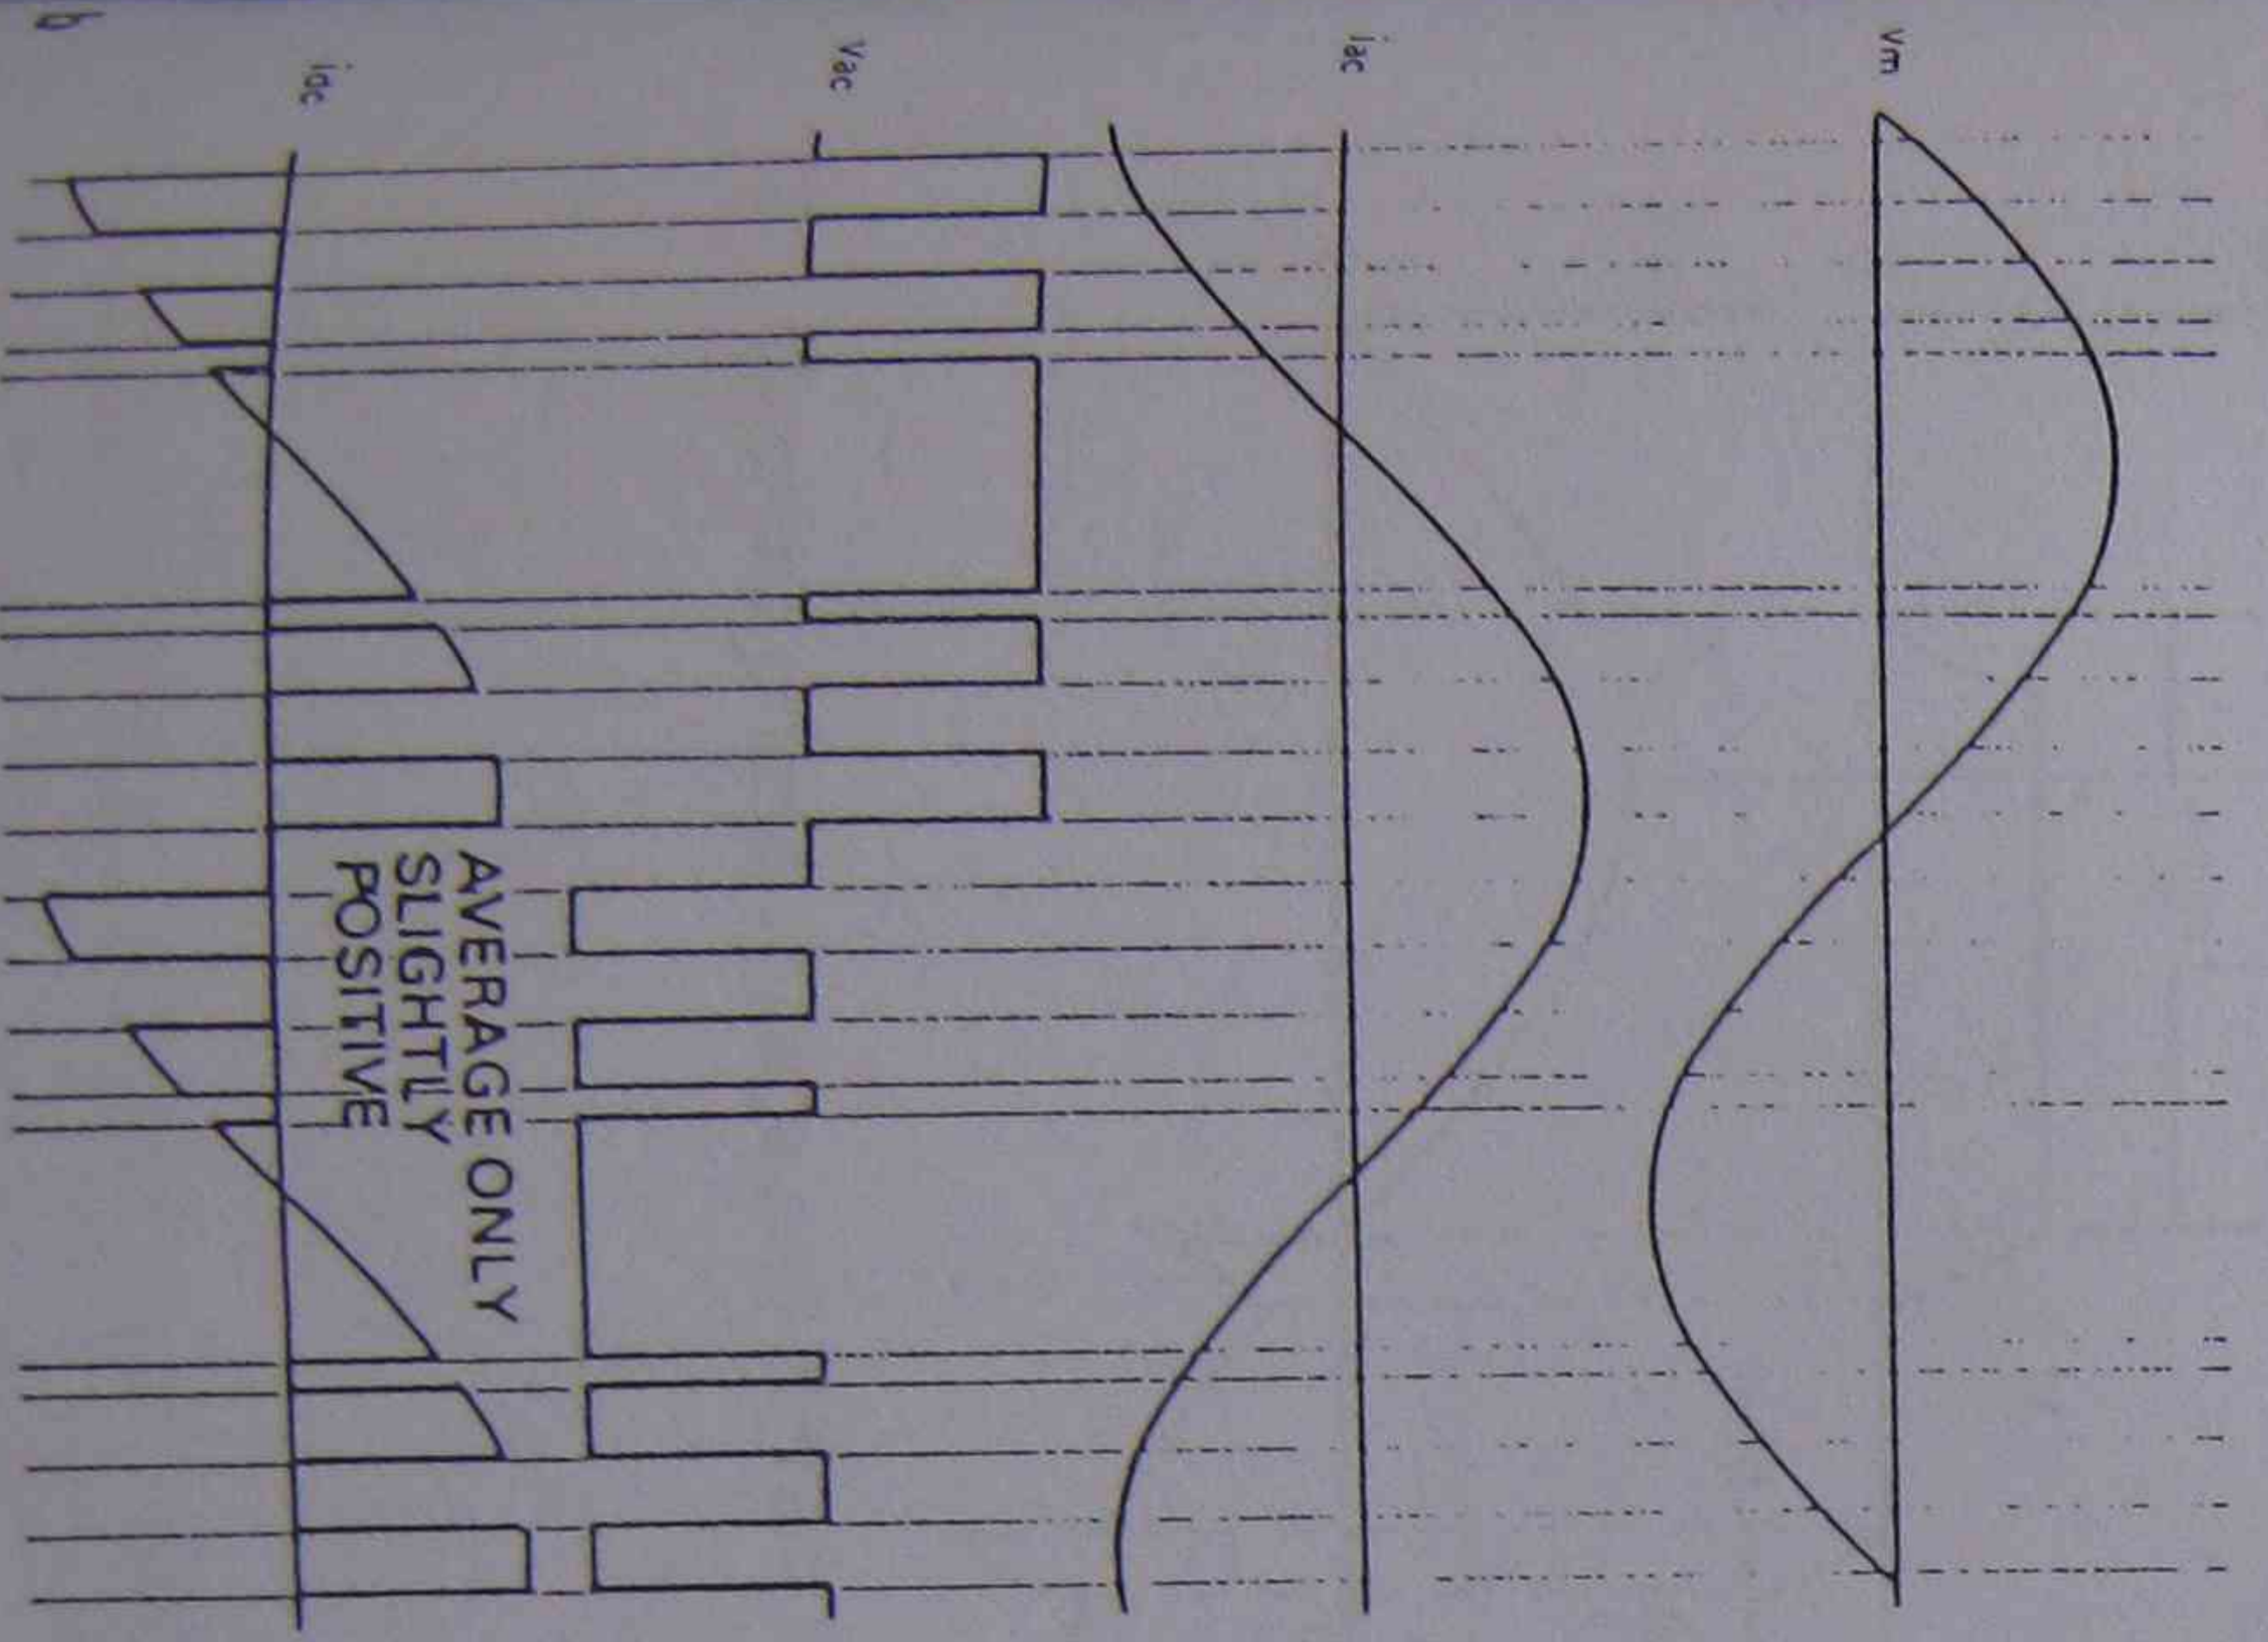 Vm
iac
Vac
AVERAGE ONLY
SLIGHTLY
POSITIVE
iac
b